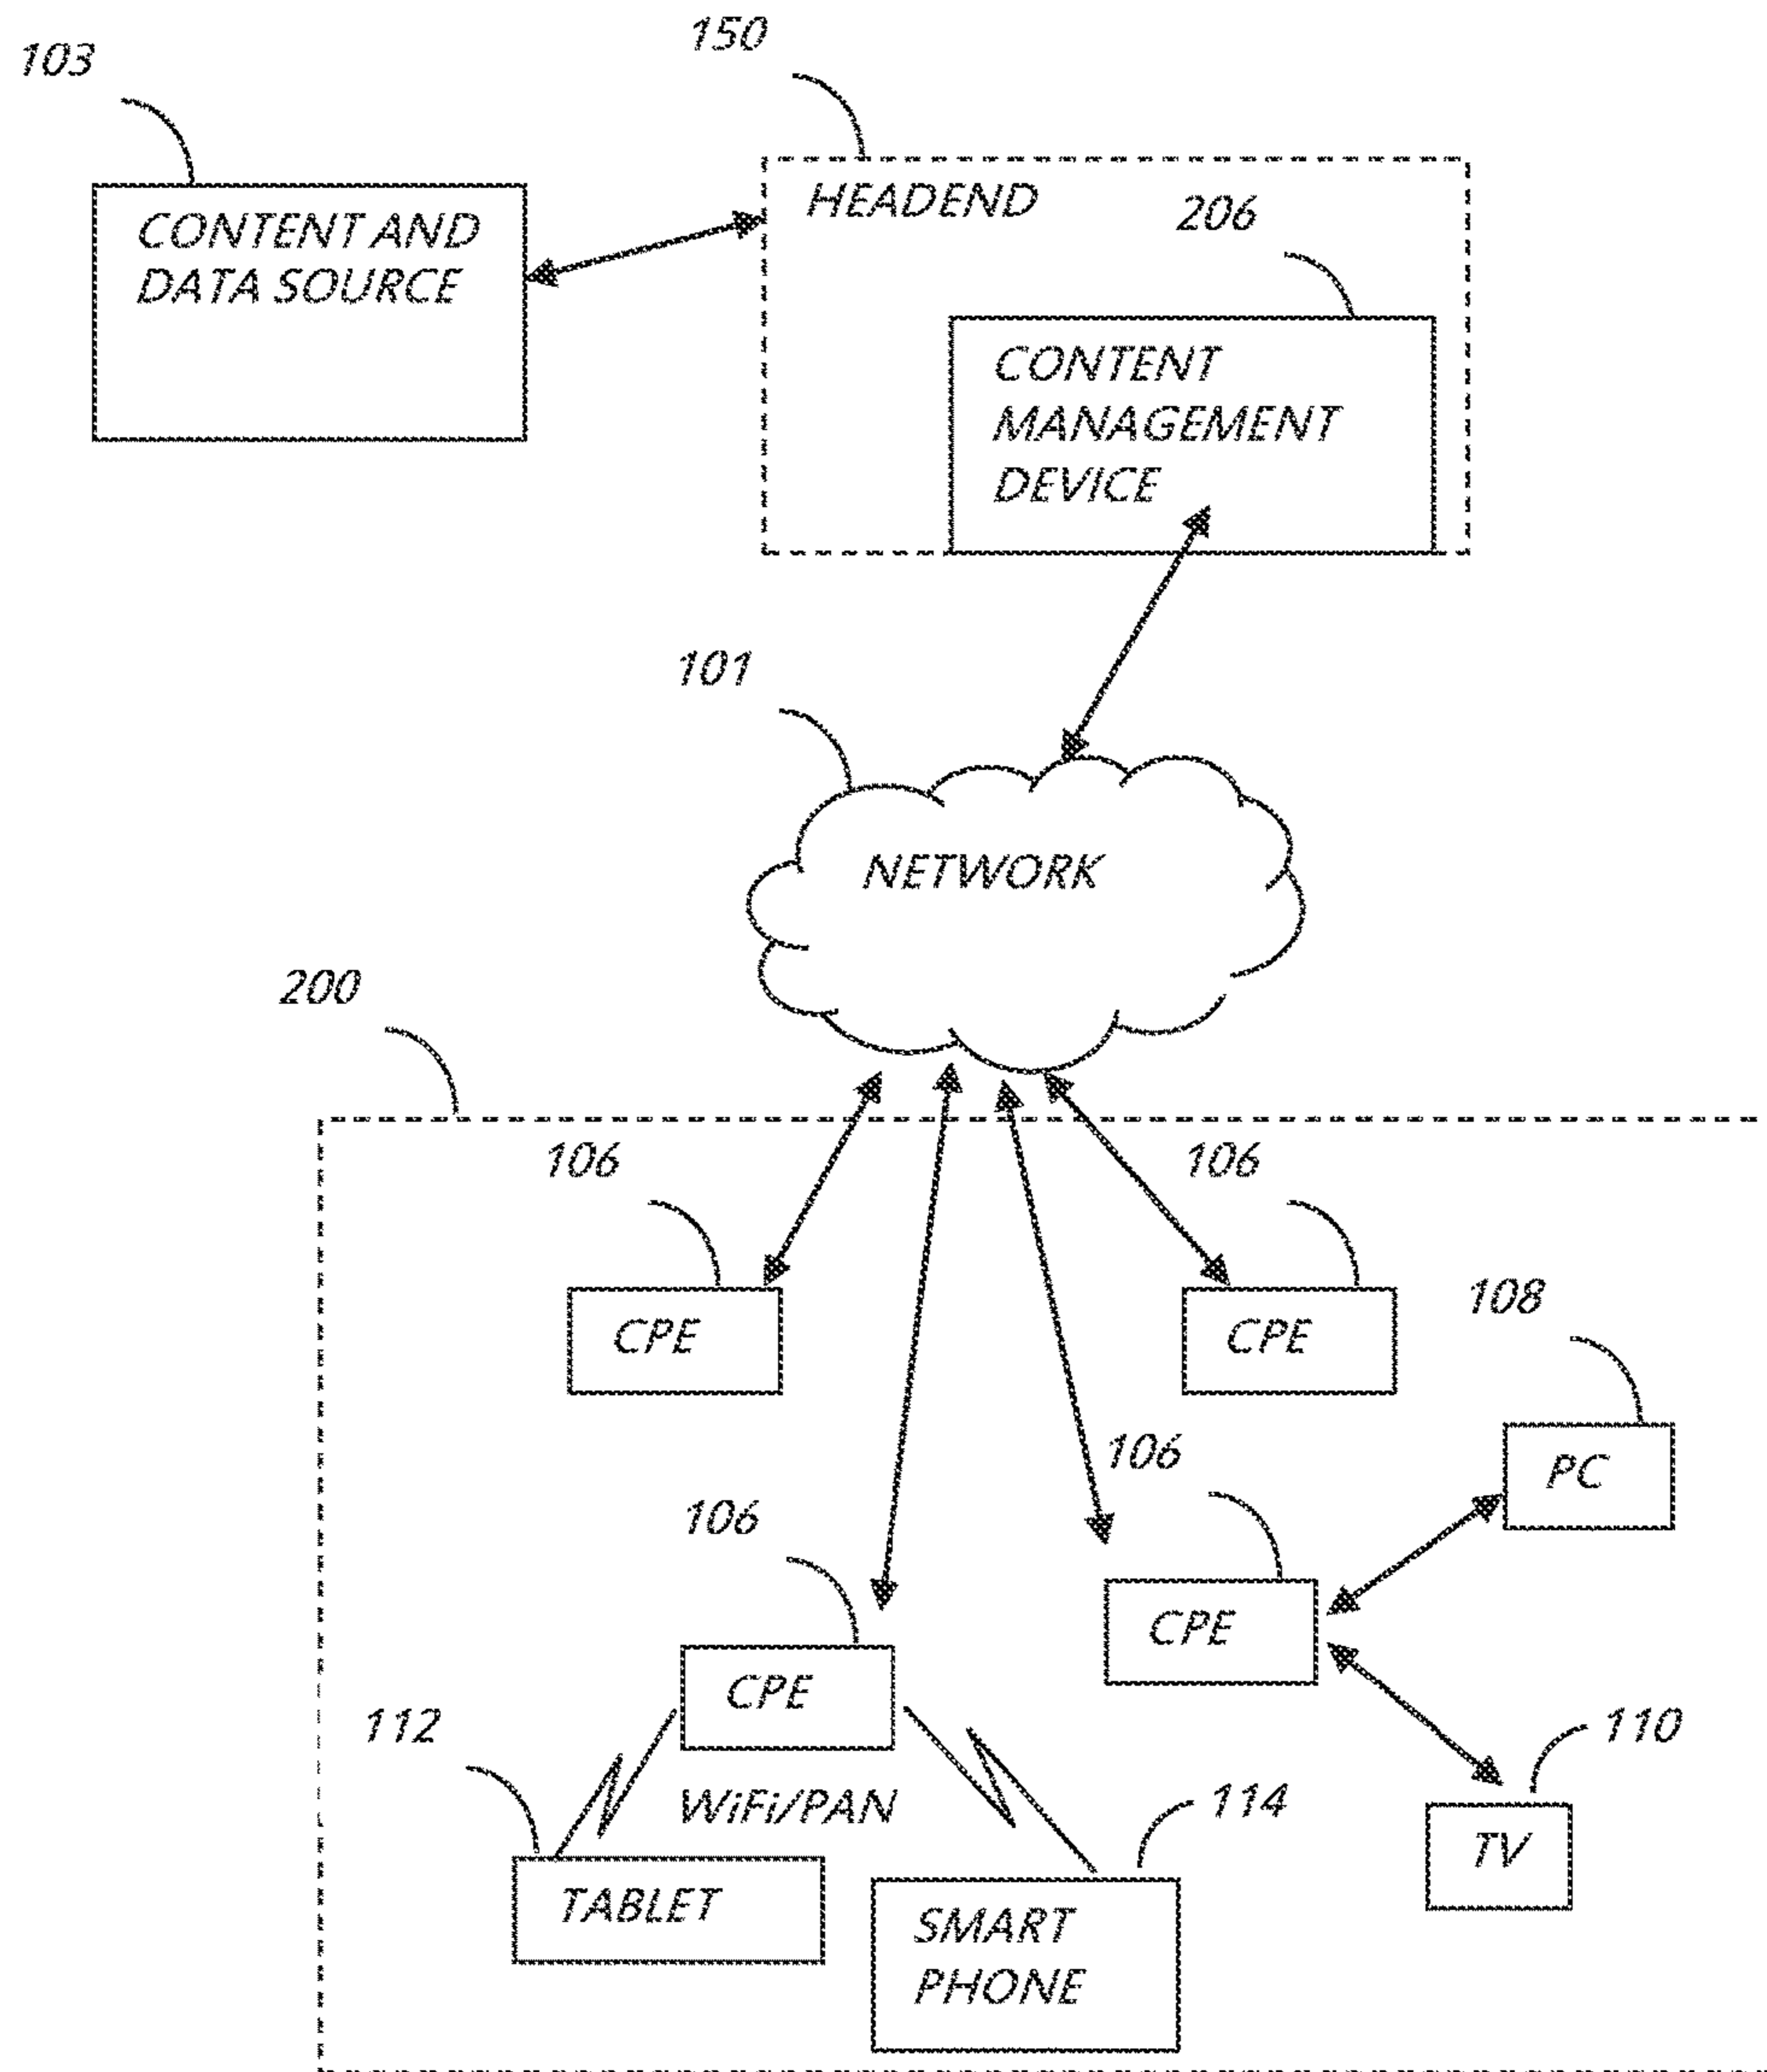 150
103
HEADEND
206
CONTENT AND
DATA SOURCE
CONTENT
MANAGEMENT
DEVICE
101
NETWORK
200
106
106
CPE
CPE
108
PC
106
106
CPE
CPE
112
WiFi/PAN
110
114
TV
TABLET
SMART
PHONE